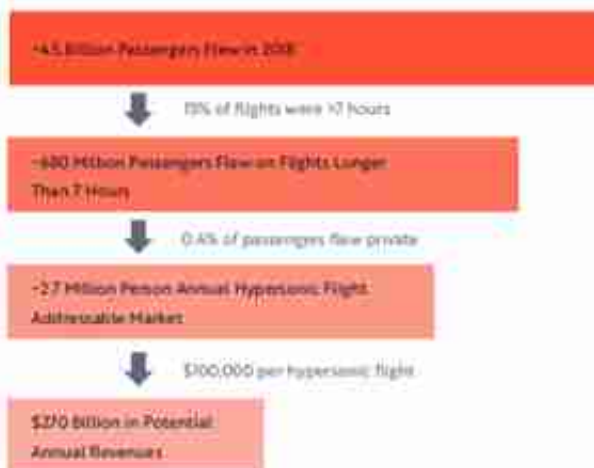 ~4.5 Billion Passengers Flew in 2018
15% of flights were >7 hours
~680 Million Passengers Flew on Flights Longer
Than 7 Hours
0.4% of passengers flew private
~2.7 Million Person Annual Hypersonic Flight
Addressable Market
$100,000 per hypersonic flight
$270 Billion in Potential
Annual Revenues